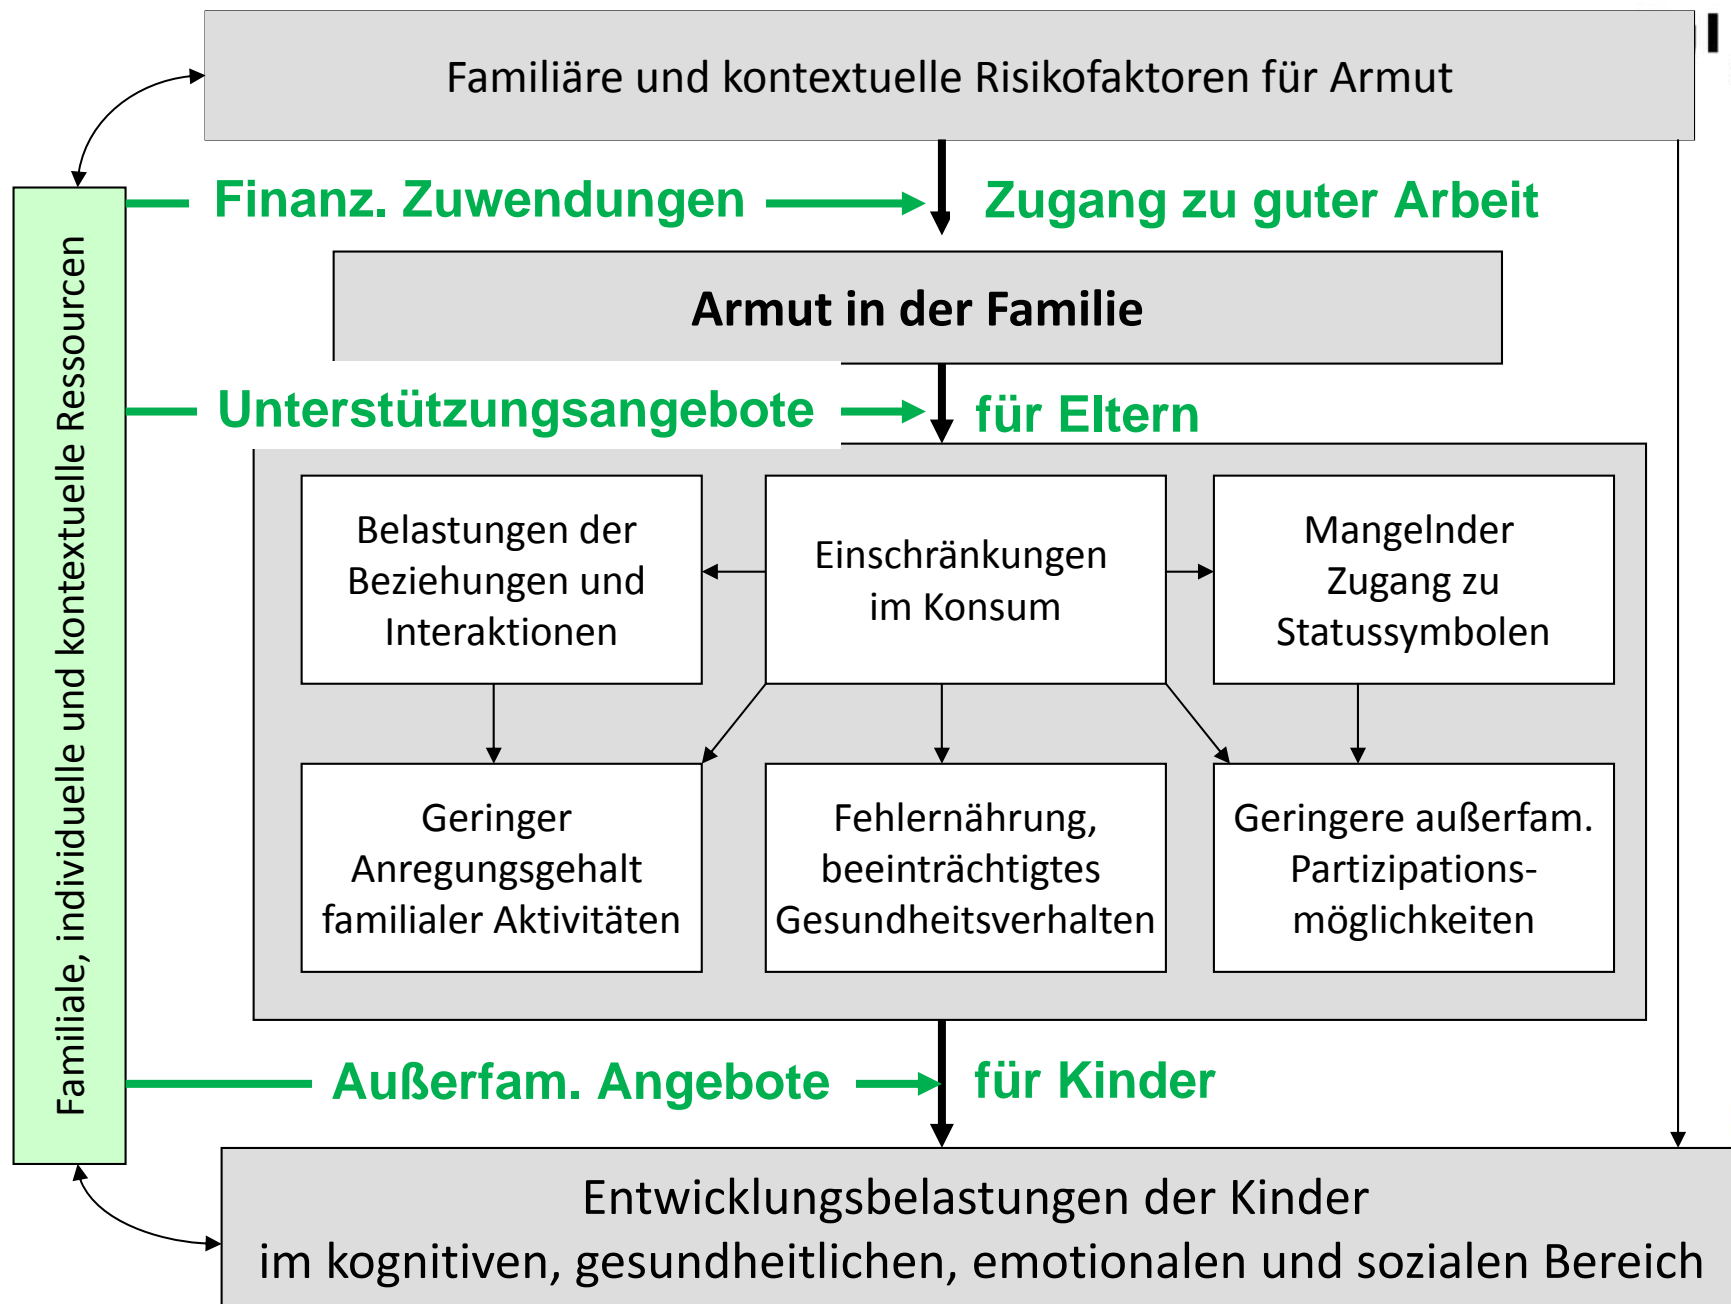 Familiäre und kontextuelle Risikofaktoren für Armut
Finanz. Zuwendungen
Zugang zu guter Arbeit
Armut in der Familie
Unterstützungsangebote
für Eltern
Familiale, individuelle und kontextuelle Ressourcen
Belastungen der
Beziehungen und
Interaktionen
Einschränkungen
im Konsum
Mangelnder
Zugang zu
Statussymbolen
Geringer
Anregungsgehalt
familialer Aktivitäten
Fehlernährung,
beeinträchtigtes
Gesundheitsverhalten
Geringere außerfam.
Partizipations-
möglichkeiten
Außerfam. Angebote
für Kinder
Entwicklungsbelastungen der Kinder
im kognitiven, gesundheitlichen, emotionalen und sozialen Bereich